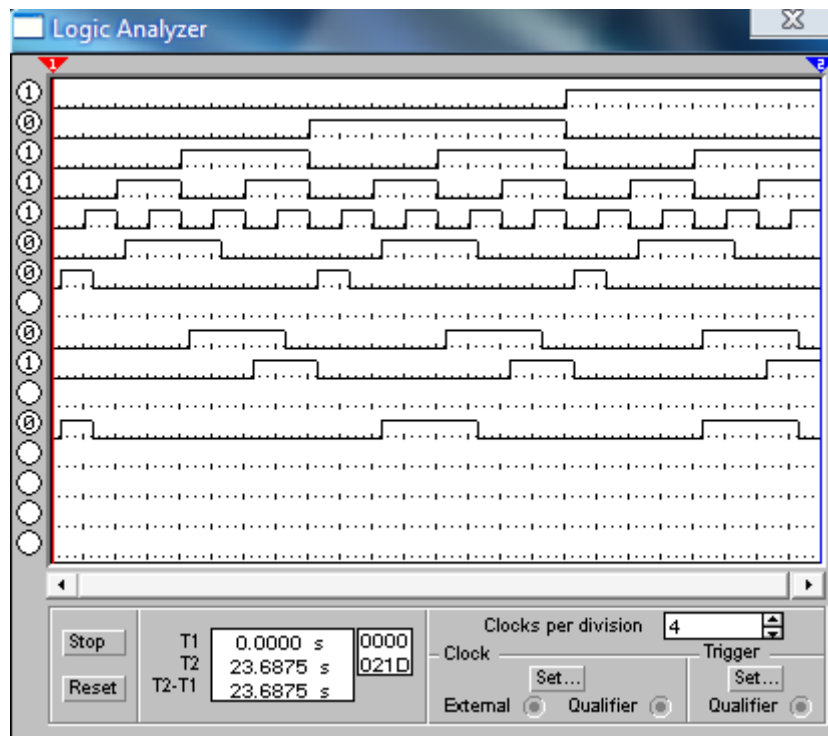 Logic Analyzer
1
2
1
0
1
1
1
0
0
0
1
0
Clocks per division 4
Stop
Reset
T1 0.0000 s 0000
T2 23.6875 s 021D
T2-T1 23.6875 s
Clock
Set...
External
Qualifier
Trigger
Set...
Qualifier